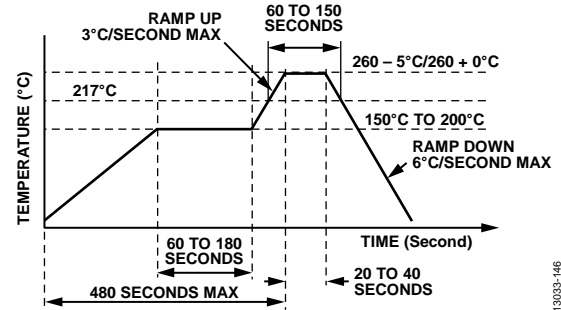 60 TO 150
SECONDS
RAMP UP
3°C/SECOND MAX
260 – 5°C/260 + 0°C
217°C
150°C TO 200°C
RAMP DOWN
6°C/SECOND MAX
TEMPERATURE (°C)
TIME (Second)
60 TO 180
SECONDS
20 TO 40
SECONDS
480 SECONDS MAX
13033-146